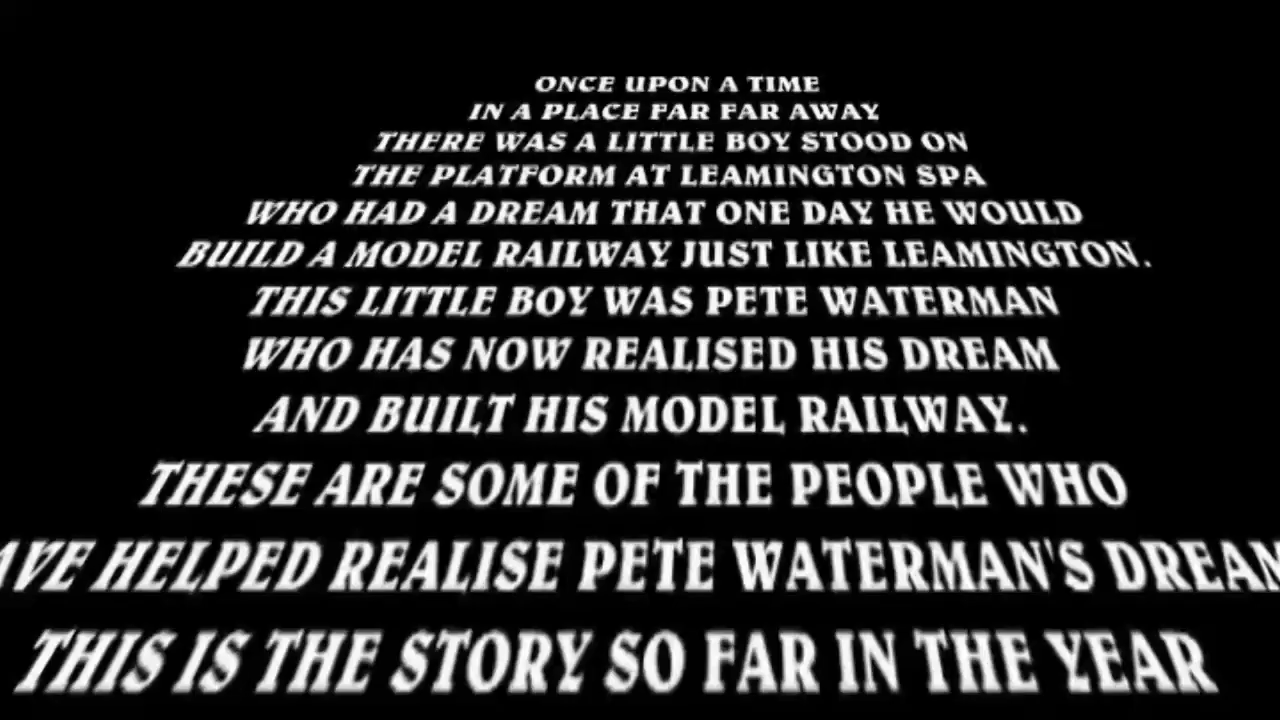 ONCE UPON A TIME
IN A PLACE FAR FAR AWAY
THERE WAS A LITTLE BOY STOOD ON
THE PLATFORM AT LEAMINGTON SPA
WHO HAD A DREAM THAT ONE DAY HE WOULD
BUILD A MODEL RAILWAY JUST LIKE LEAMINGTON.
THIS LITTLE BOY WAS PETE WATERMAN
WHO HAS NOW REALISED HIS DREAM
AND BUILT HIS MODEL RAILWAY.
THESE ARE SOME OF THE PEOPLE WHO
AVE HELPED REALISE PETE WATERMAN'S DREAM
THIS IS THE STORY SO FAR IN THE YEAR